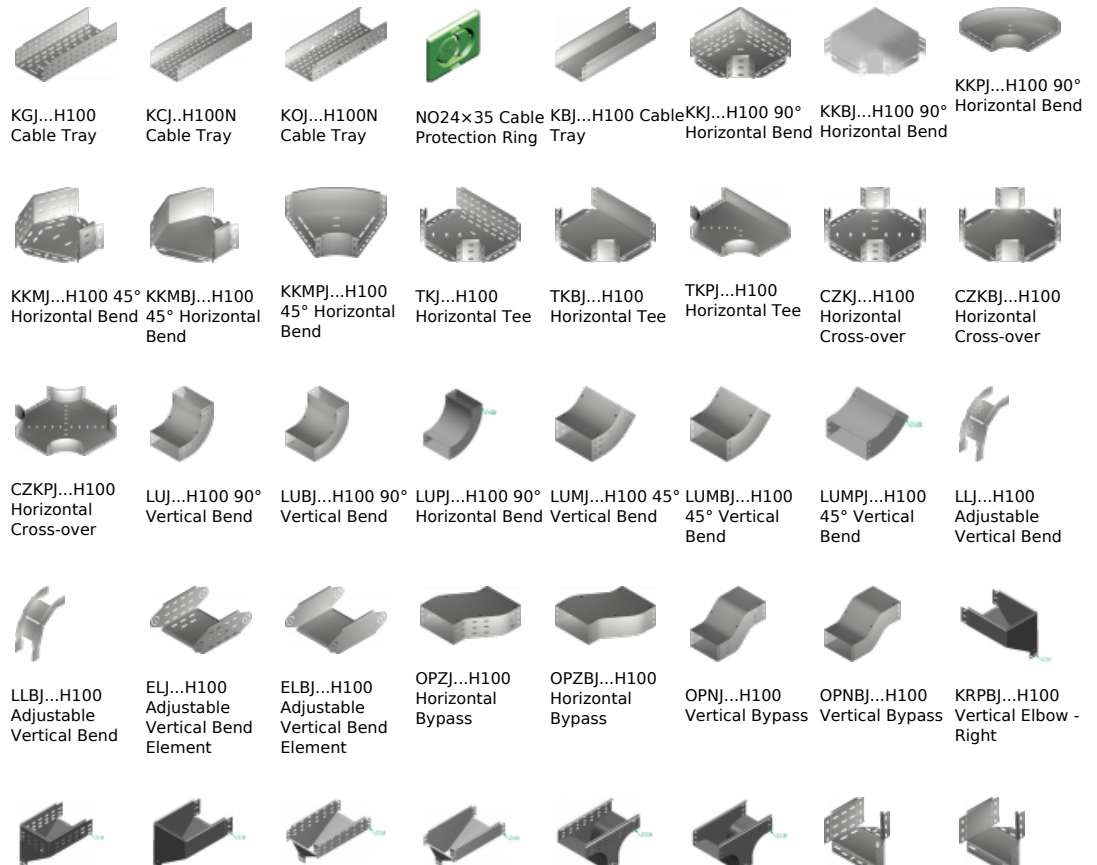 KGJ...H100
Cable Tray
KCJ...H100N
Cable Tray
KOJ...H100N
Cable Tray
NO24×35 Cable
Protection Ring
KBJ...H100 Cable
Tray
KKJ...H100 90°
Horizontal Bend
KKBJ...H100 90°
Horizontal Bend
KKPJ...H100 90°
Horizontal Bend
KKMJ...H100 45°
Horizontal Bend
KKMBJ...H100
45° Horizontal
Bend
KKMPJ...H100
45° Horizontal
Bend
TKJ...H100
Horizontal Tee
TKBJ...H100
Horizontal Tee
TKPJ...H100
Horizontal Tee
CZKJ...H100
Horizontal
Cross-over
CZKBJ...H100
Horizontal
Cross-over
CZKPJ...H100
Horizontal
Cross-over
LUJ...H100 90°
Vertical Bend
LUBJ...H100 90°
Vertical Bend
LUPJ...H100 90°
Horizontal Bend
LUMJ...H100 45°
Vertical Bend
LUMBJ...H100
45° Vertical
Bend
LUMPJ...H100
45° Vertical
Bend
LLJ...H100
Adjustable
Vertical Bend
LLBJ...H100
Adjustable
Vertical Bend
ELJ...H100
Adjustable
Vertical Bend
Element
ELBJ...H100
Adjustable
Vertical Bend
Element
OPZJ...H100
Horizontal
Bypass
OPZBJ...H100
Horizontal
Bypass
OPNJ...H100
Vertical Bypass
OPNBJ...H100
Vertical Bypass
KRPBJ...H100
Vertical Elbow -
Right